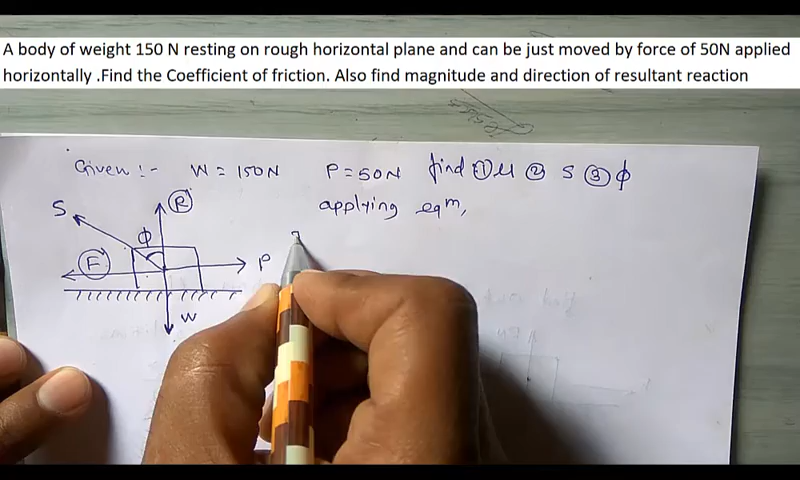 A body of weight 150 N resting on rough horizontal plane and can be just moved by force of 50N applied
horizontally .Find the Coefficient of friction. Also find magnitude and direction of resultant reaction
Given :- W = 150N P = 50N find ① μ ② S ③ φ
applying eqm,
S
R
φ
F
P
W